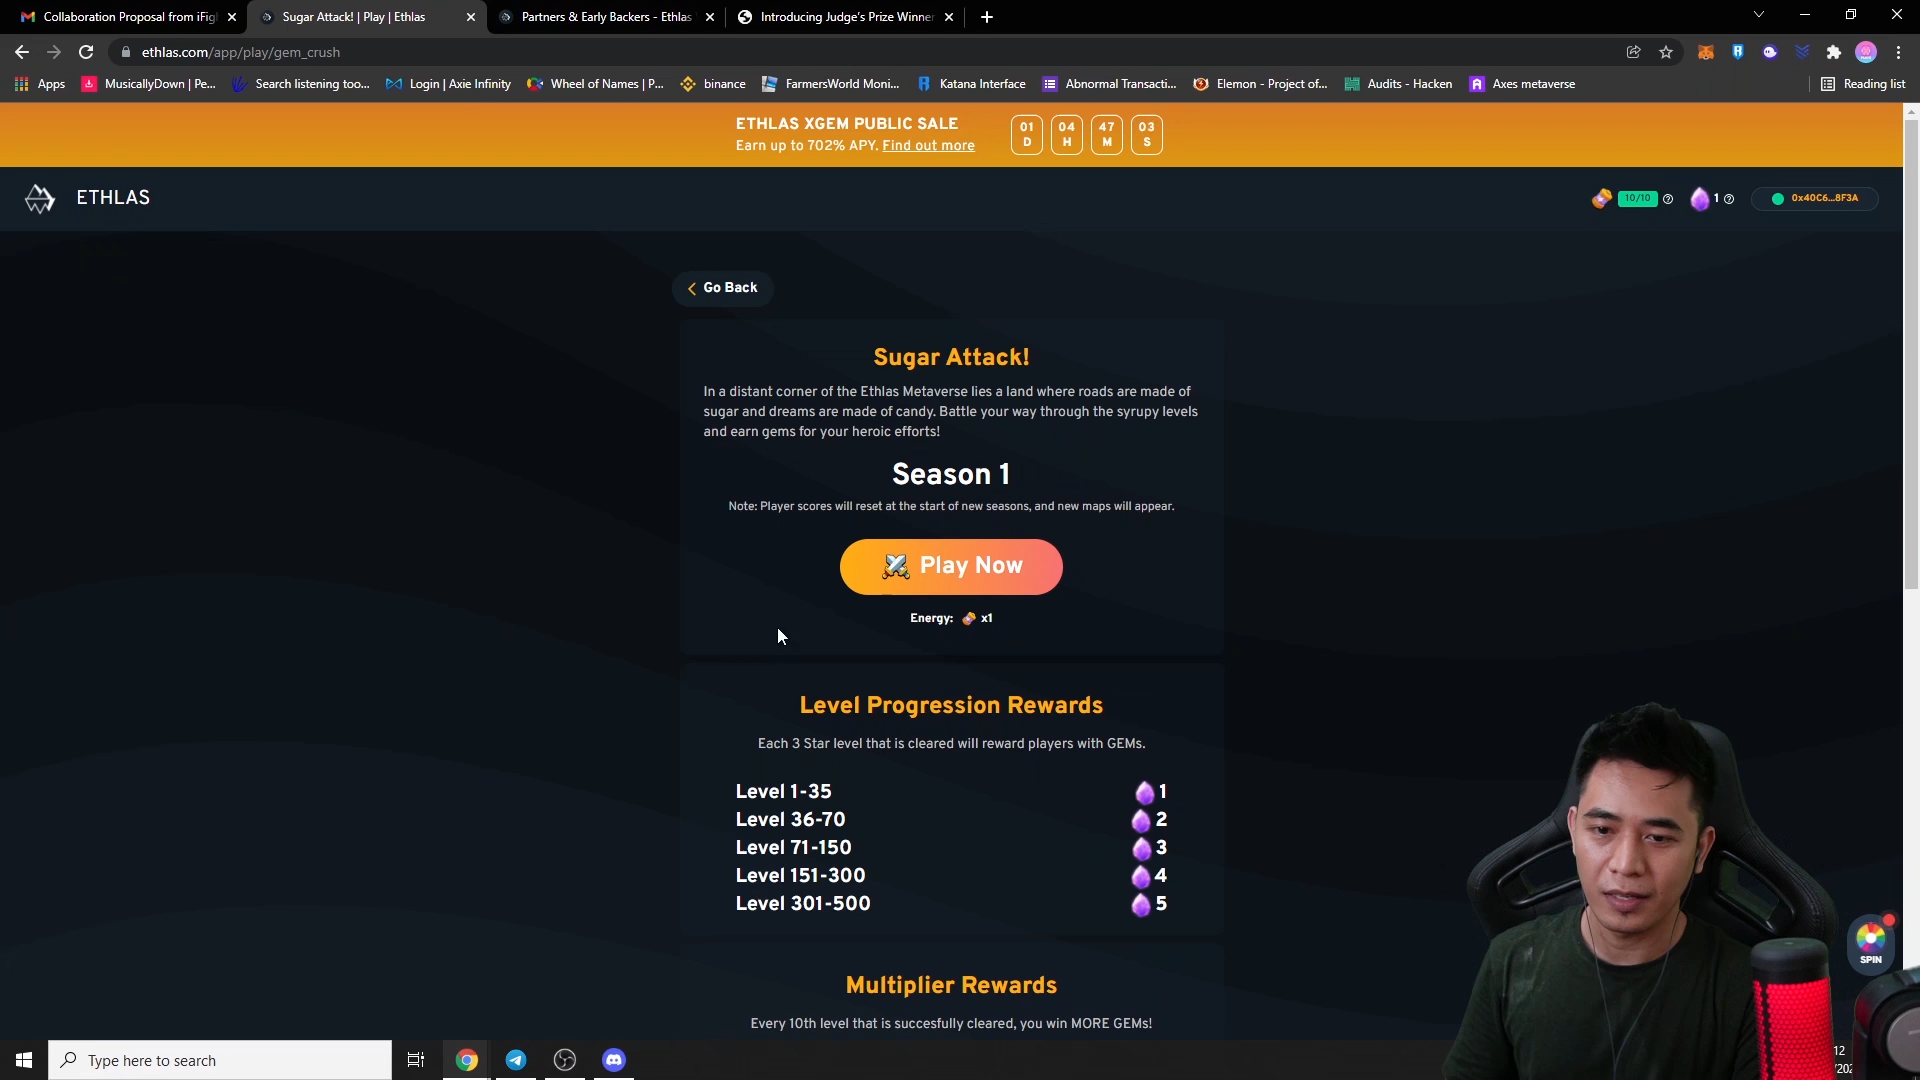 Collaboration Proposal from iFig
Sugar Attack! | Play | Ethlas
Partners & Early Backers - Ethlas
Introducing Judge's Prize Winner
ethlas.com/app/play/gem_crush
Apps
MusicallyDown | Pe...
Search listening too...
Login | Axie Infinity
Wheel of Names | P...
binance
FarmersWorld Moni...
Katana Interface
Abnormal Transacti...
Elemon - Project of...
Audits - Hacken
Axes metaverse
Reading list
ETHLAS XGEM PUBLIC SALE
Earn up to 702% APY. Find out more
01 D
04 H
47 M
03 S
ETHLAS
10/10
1
0x40C6...8F3A
Go Back
Sugar Attack!
In a distant corner of the Ethlas Metaverse lies a land where roads are made of
sugar and dreams are made of candy. Battle your way through the syrupy levels
and earn gems for your heroic efforts!
Season 1
Note: Player scores will reset at the start of new seasons, and new maps will appear.
Play Now
Energy: x1
Level Progression Rewards
Each 3 Star level that is cleared will reward players with GEMs.
Level 1-35 1
Level 36-70 2
Level 71-150 3
Level 151-300 4
Level 301-500 5
Multiplier Rewards
Every 10th level that is succesfully cleared, you win MORE GEMs!
SPIN
Type here to search